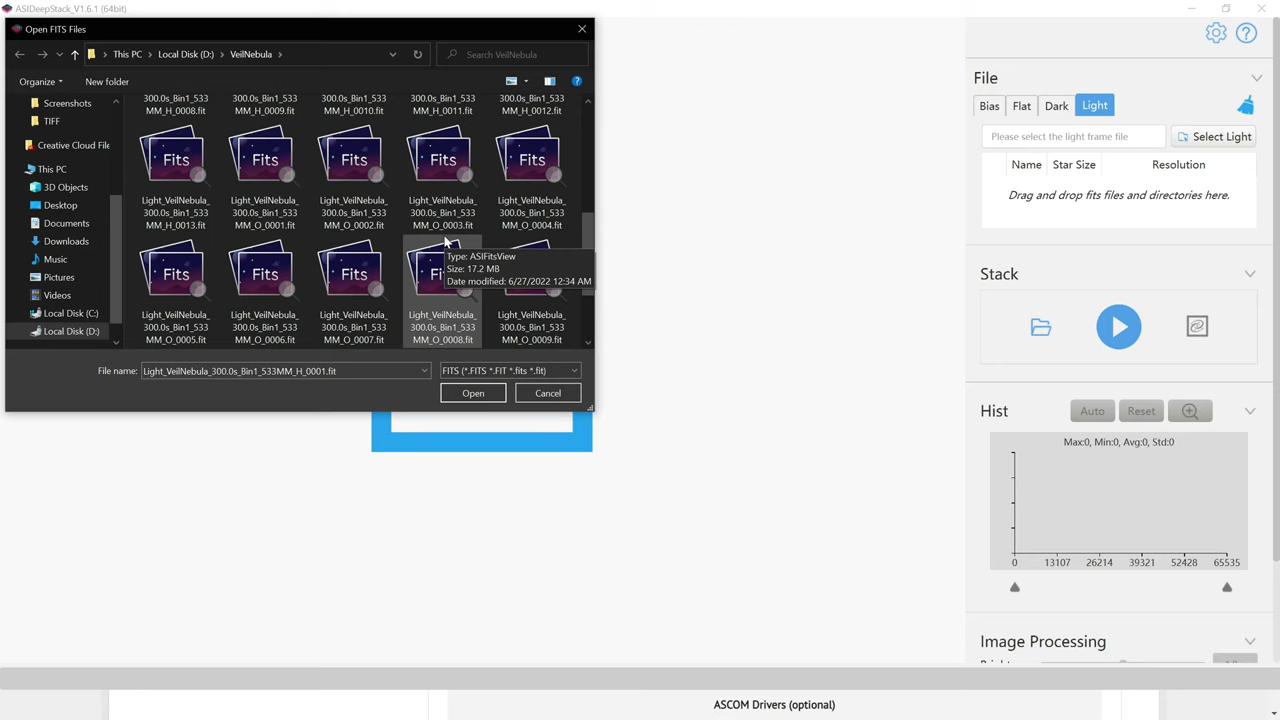 ASIDeepStack_V1.6.1 (64bit)
Open FITS Files
This PC > Local Disk (D:) > VeilNebula >
Search VeilNebula
Organize
New folder
Screenshots
TIFF
Creative Cloud File
This PC
3D Objects
Desktop
Documents
Downloads
Music
Pictures
Videos
Local Disk (C:)
Local Disk (D:)
300.0s_Bin1_533 300.0s_Bin1_533 300.0s_Bin1_533 300.0s_Bin1_533 300.0s_Bin1_533
MM_H_0008.fit MM_H_0009.fit MM_H_0010.fit MM_H_0011.fit MM_H_0012.fit
Fits Fits Fits Fits Fits
Light_VeilNebula_ Light_VeilNebula_ Light_VeilNebula_ Light_VeilNebula_ Light_VeilNebula_
300.0s_Bin1_533 300.0s_Bin1_533 300.0s_Bin1_533 300.0s_Bin1_533 300.0s_Bin1_533
MM_H_0013.fit MM_O_0001.fit MM_O_0002.fit MM_O_0003.fit MM_O_0004.fit
Type: ASIFitsView
Size: 17.2 MB
Date modified: 6/27/2022 12:34 AM
Fits Fits Fits
Light_VeilNebula_ Light_VeilNebula_ Light_VeilNebula_ Light_VeilNebula_ Light_VeilNebula_
300.0s_Bin1_533 300.0s_Bin1_533 300.0s_Bin1_533 300.0s_Bin1_533 300.0s_Bin1_533
MM_O_0005.fit MM_O_0006.fit MM_O_0007.fit MM_O_0008.fit MM_O_0009.fit
File name: Light_VeilNebula_300.0s_Bin1_533MM_H_0001.fit
FITS (*.FITS *.FIT *.fits *.fit)
Open Cancel
File
Bias Flat Dark Light
Please select the light frame file Select Light
Name Star Size Resolution
Drag and drop fits files and directories here.
Stack
Hist Auto Reset
Max:0, Min:0, Avg:0, Std:0
0 13107 26214 39321 52428 65535
Image Processing
ASCOM Drivers (optional)